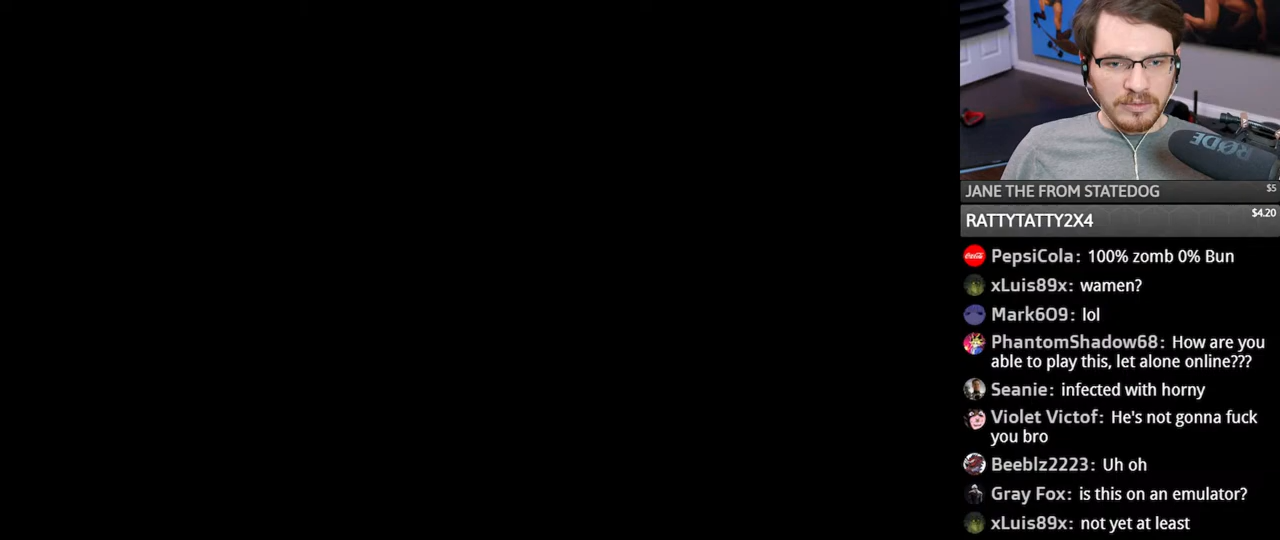 RØDE
JANE THE FROM STATEDOG $5
RATTYTATTY2X4 $4.20
PepsiCola: 100% zomb 0% Bun
xLuis89x: wamen?
Mark6O9: lol
PhantomShadow68: How are you
able to play this, let alone online???
Seanie: infected with horny
Violet Victof: He's not gonna fuck
you bro
Beeblz2223: Uh oh
Gray Fox: is this on an emulator?
xLuis89x: not yet at least